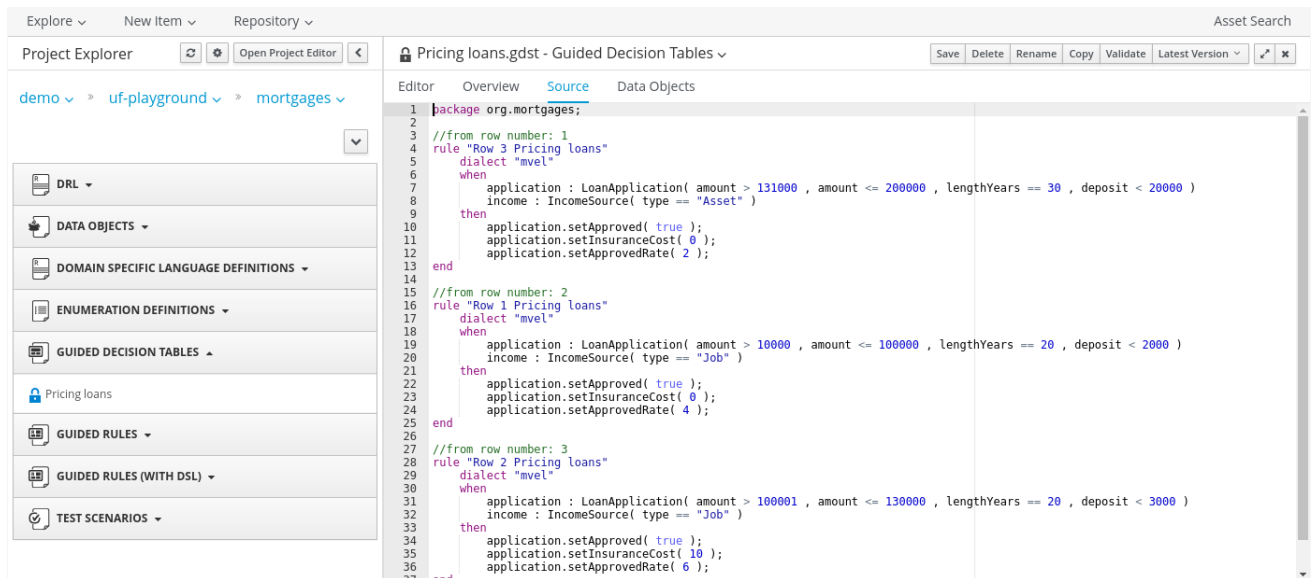 Explore New Item Repository Asset Search
Project Explorer Open Project Editor
demo » uf-playground » mortgages
DRL
DATA OBJECTS
DOMAIN SPECIFIC LANGUAGE DEFINITIONS
ENUMERATION DEFINITIONS
GUIDED DECISION TABLES
Pricing loans
GUIDED RULES
GUIDED RULES (WITH DSL)
TEST SCENARIOS
Pricing loans.gdst - Guided Decision Tables Save Delete Rename Copy Validate Latest Version
Editor Overview Source Data Objects
1 package org.mortgages;
2
3 //from row number: 1
4 rule "Row 3 Pricing loans"
5 dialect "mvel"
6 when
7 application : LoanApplication( amount > 131000 , amount <= 200000 , lengthYears == 30 , deposit < 20000 )
8 income : IncomeSource( type == "Asset" )
9 then
10 application.setApproved( true );
11 application.setInsuranceCost( 0 );
12 application.setApprovedRate( 2 );
13 end
14
15 //from row number: 2
16 rule "Row 1 Pricing loans"
17 dialect "mvel"
18 when
19 application : LoanApplication( amount > 10000 , amount <= 100000 , lengthYears == 20 , deposit < 2000 )
20 income : IncomeSource( type == "Job" )
21 then
22 application.setApproved( true );
23 application.setInsuranceCost( 0 );
24 application.setApprovedRate( 4 );
25 end
26
27 //from row number: 3
28 rule "Row 2 Pricing loans"
29 dialect "mvel"
30 when
31 application : LoanApplication( amount > 100001 , amount <= 130000 , lengthYears == 20 , deposit < 3000 )
32 income : IncomeSource( type == "Job" )
33 then
34 application.setApproved( true );
35 application.setInsuranceCost( 10 );
36 application.setApprovedRate( 6 );